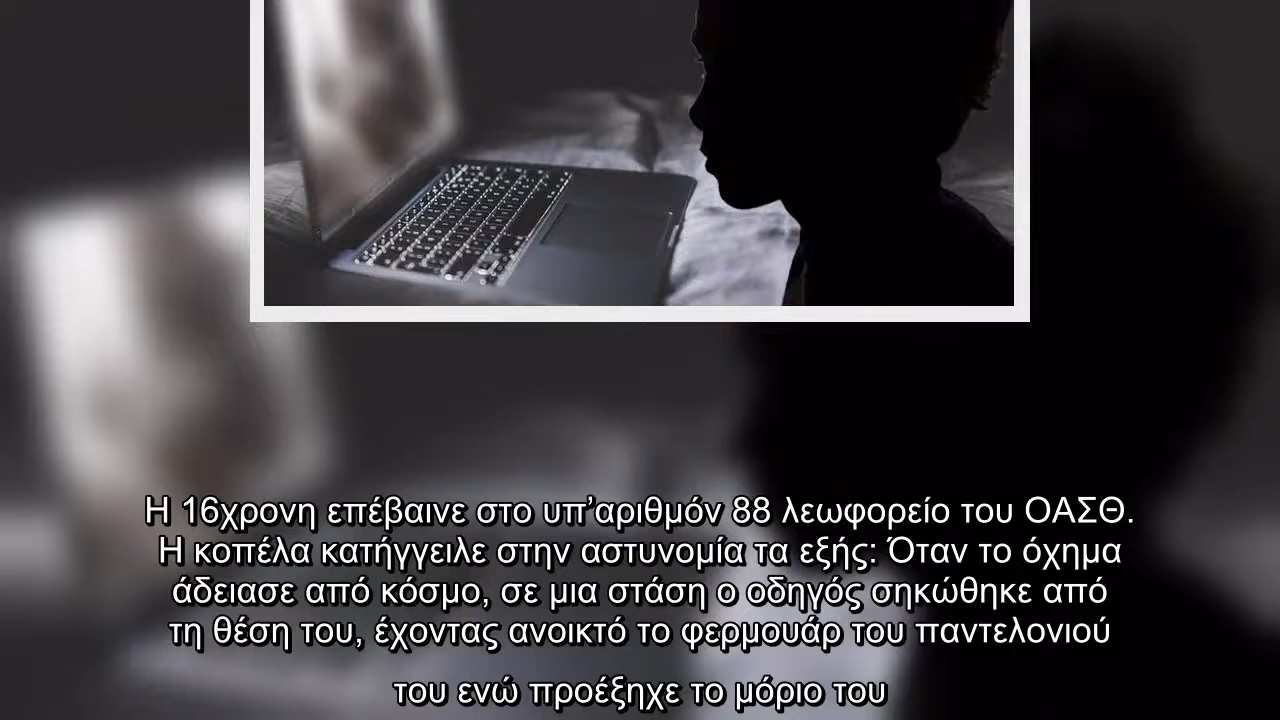 Η 16χρονη επέβαινε στο υπ’αριθμόν 88 λεωφορείο του ΟΑΣΘ.
Η κοπέλα κατήγγειλε στην αστυνομία τα εξής: Όταν το όχημα
άδειασε από κόσμο, σε μια στάση ο οδηγός σηκώθηκε από
τη θέση του, έχοντας ανοικτό το φερμουάρ του παντελονιού
του ενώ προέξηχε το μόριο του